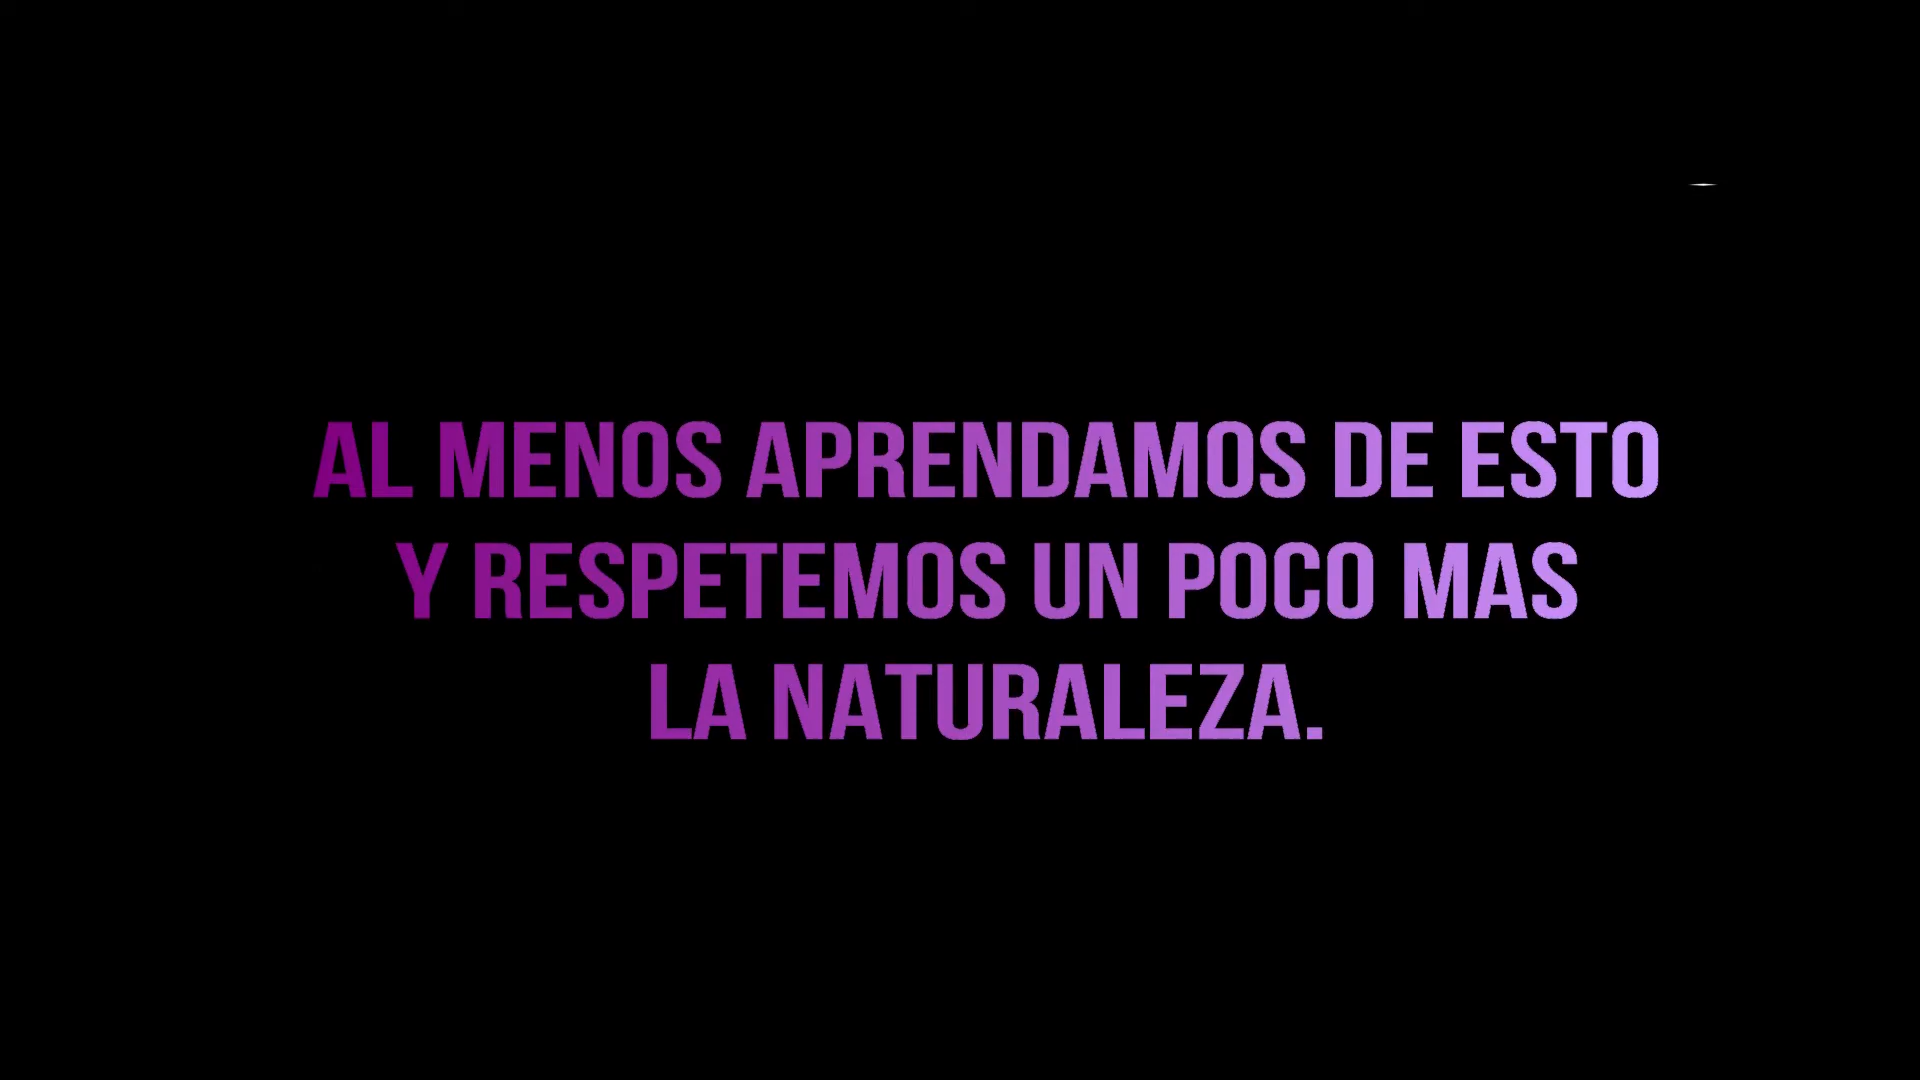 AL MENOS APRENDAMOS DE ESTO
Y RESPETEMOS UN POCO MAS
LA NATURALEZA.